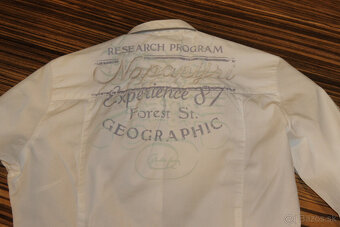 RESEARCH PROGRAM
Napapijri
Experience 87
Forest St.
GEOGRAPHIC